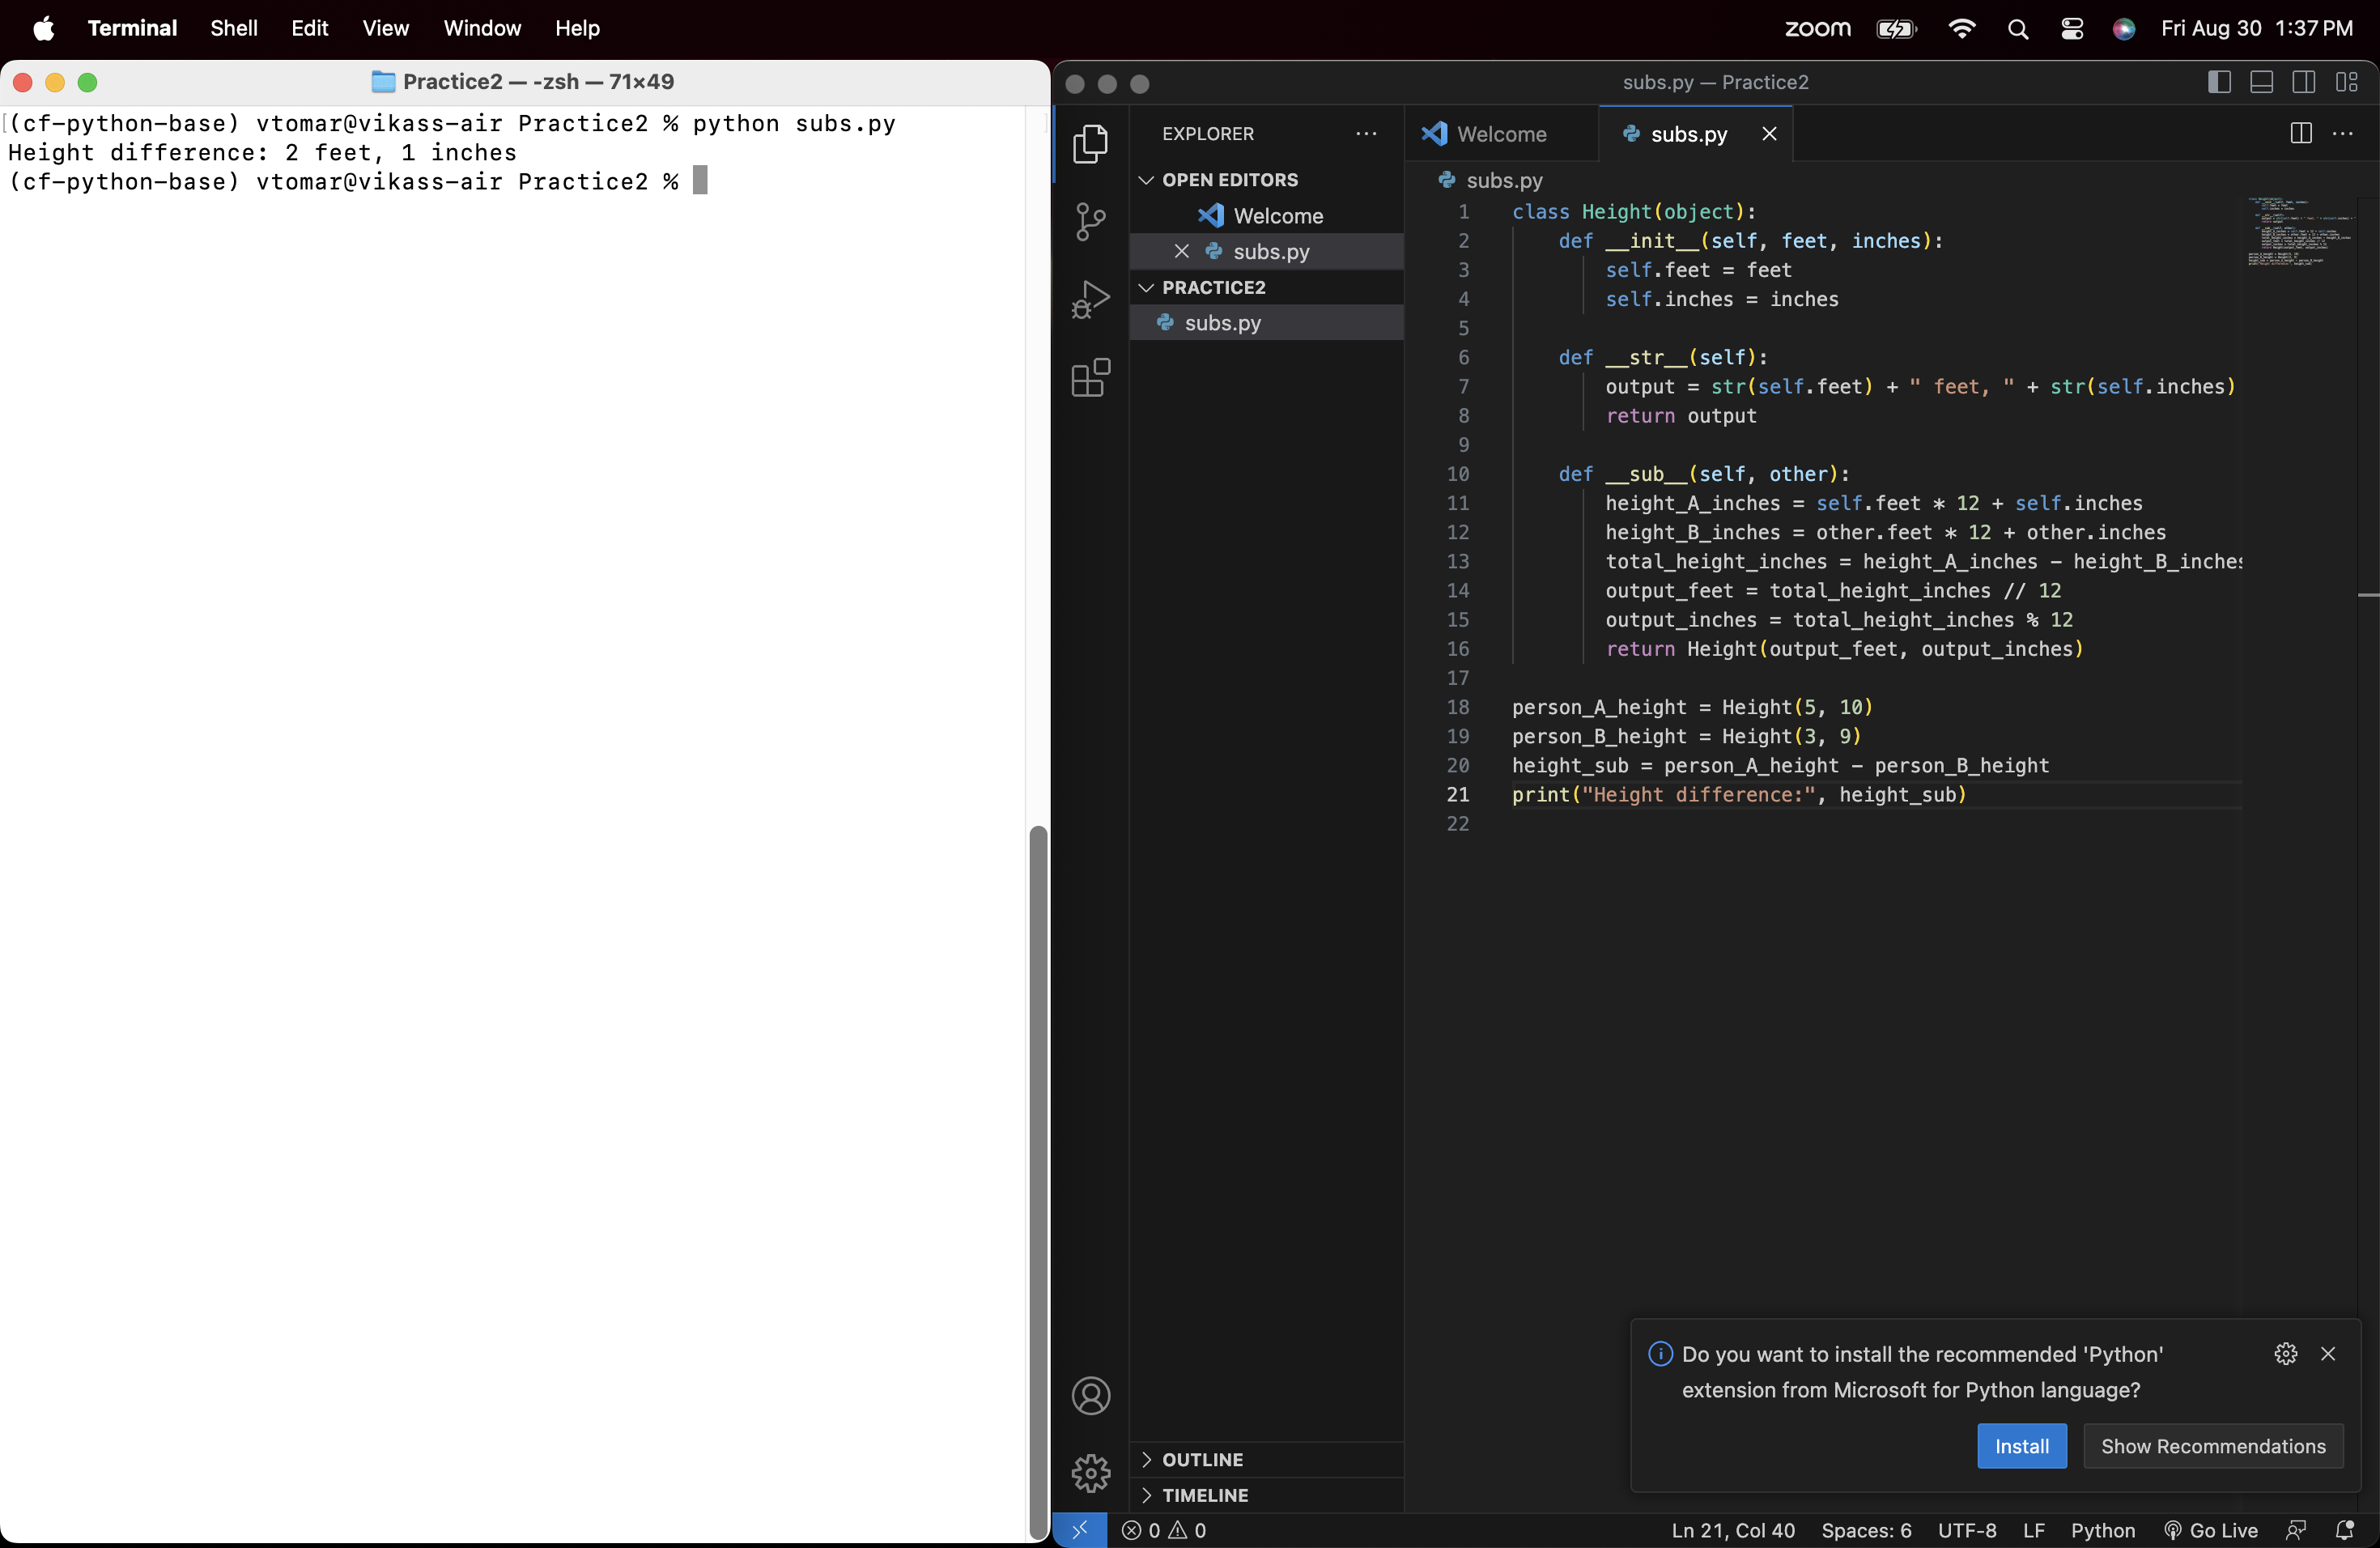 Terminal Shell Edit View Window Help zoom Fri Aug 30 1:37 PM
Practice2 — -zsh — 71×49
(cf-python-base) vtomar@vikass-air Practice2 % python subs.py
Height difference: 2 feet, 1 inches
(cf-python-base) vtomar@vikass-air Practice2 %
subs.py — Practice2
EXPLORER
OPEN EDITORS
Welcome
subs.py
PRACTICE2
subs.py
OUTLINE
TIMELINE
Welcome subs.py
subs.py
1 class Height(object):
2 def __init__(self, feet, inches):
3 self.feet = feet
4 self.inches = inches
5
6 def __str__(self):
7 output = str(self.feet) + " feet, " + str(self.inches)
8 return output
9
10 def __sub__(self, other):
11 height_A_inches = self.feet * 12 + self.inches
12 height_B_inches = other.feet * 12 + other.inches
13 total_height_inches = height_A_inches - height_B_inches
14 output_feet = total_height_inches // 12
15 output_inches = total_height_inches % 12
16 return Height(output_feet, output_inches)
17
18 person_A_height = Height(5, 10)
19 person_B_height = Height(3, 9)
20 height_sub = person_A_height - person_B_height
21 print("Height difference:", height_sub)
22
Do you want to install the recommended 'Python'
extension from Microsoft for Python language?
Install Show Recommendations
0 0 Ln 21, Col 40 Spaces: 6 UTF-8 LF Python Go Live